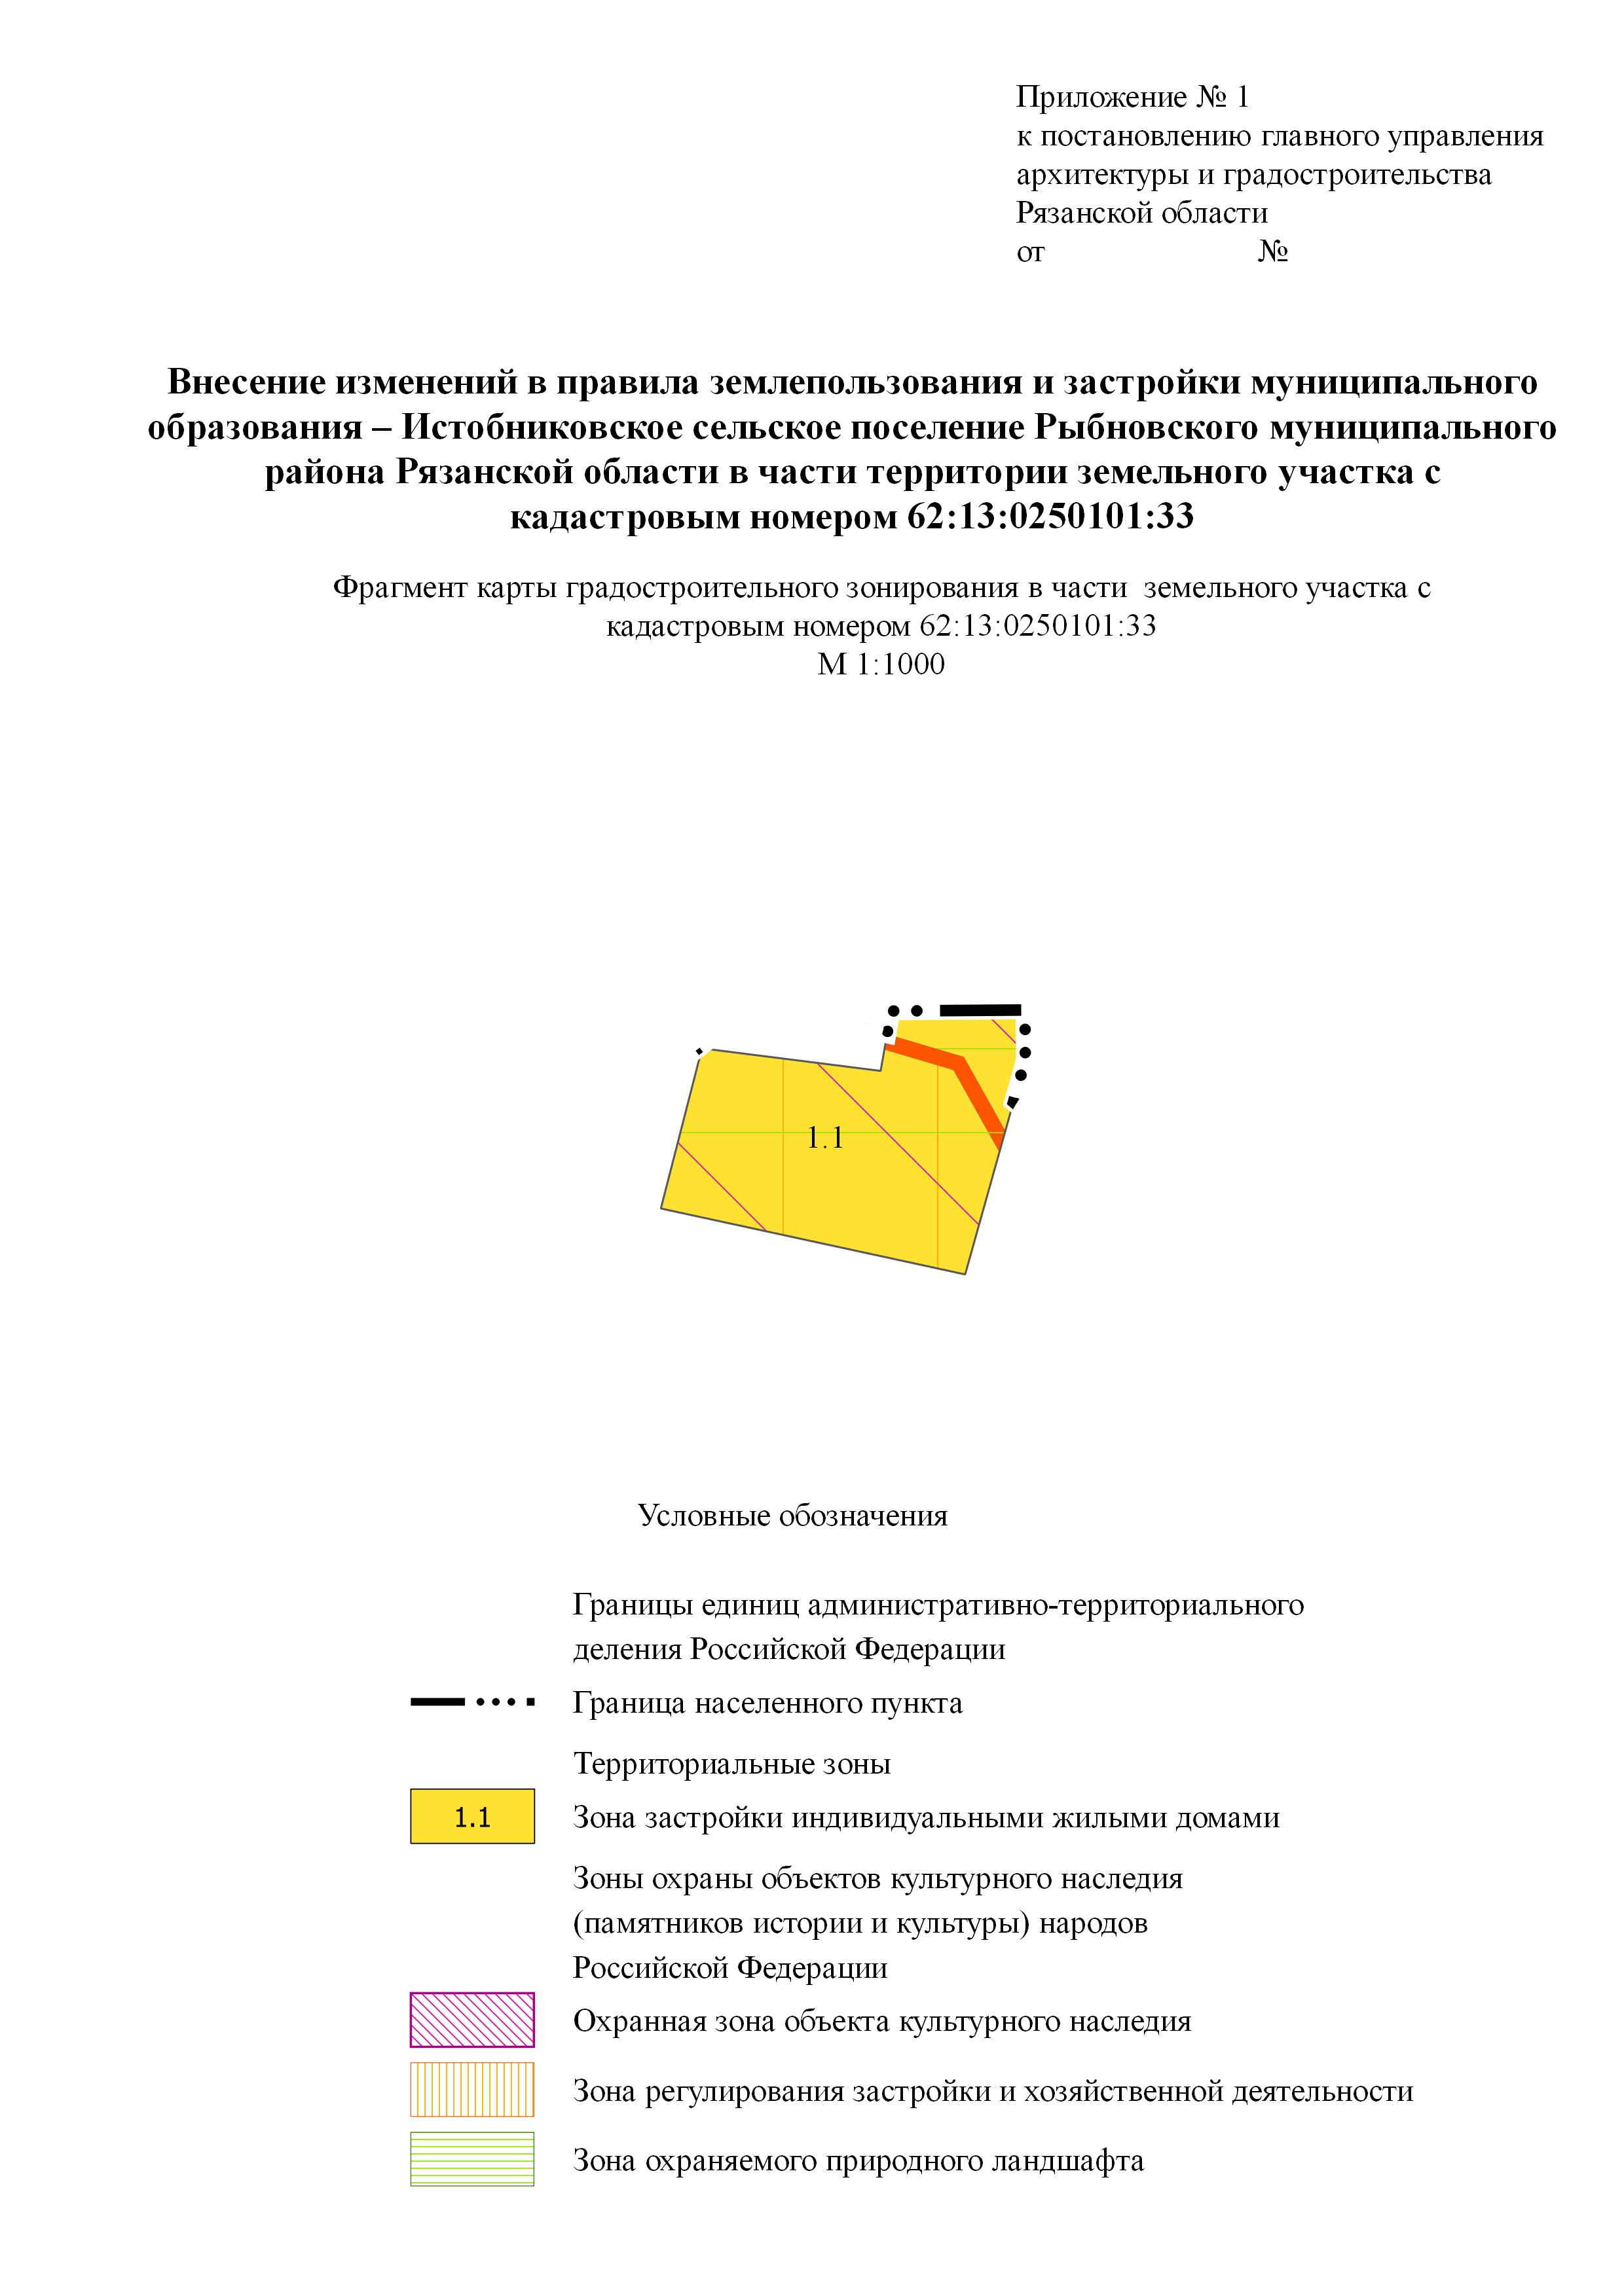 Приложение № 1
к постановлению главного управления
архитектуры и градостроительства
Рязанской области
от №
Внесение изменений в правила землепользования и застройки муниципального
образования – Истобниковское сельское поселение Рыбновского муниципального
района Рязанской области в части территории земельного участка с
кадастровым номером 62:13:0250101:33
Фрагмент карты градостроительного зонирования в части земельного участка с
кадастровым номером 62:13:0250101:33
М 1:1000
1.1
Условные обозначения
Границы единиц административно-территориального
деления Российской Федерации
Граница населенного пункта
Территориальные зоны
1.1 Зона застройки индивидуальными жилыми домами
Зоны охраны объектов культурного наследия
(памятников истории и культуры) народов
Российской Федерации
Охранная зона объекта культурного наследия
Зона регулирования застройки и хозяйственной деятельности
Зона охраняемого природного ландшафта